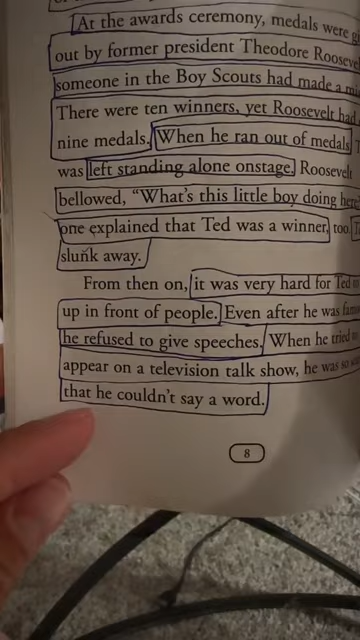 At the awards ceremony, medals were
out by former president Theodore
someone in the Boy Scouts had made a
There were ten winners, yet Roosevelt had
nine medals. When he ran out of medals,
was left standing alone onstage. Roosevelt
bellowed, “What’s this little boy doing
one explained that Ted was a winner, too.
slunk away.
From then on, it was very hard for Ted
up in front of people. Even after he was
he refused to give speeches. When he tried
appear on a television talk show, he was so
that he couldn’t say a word.
8